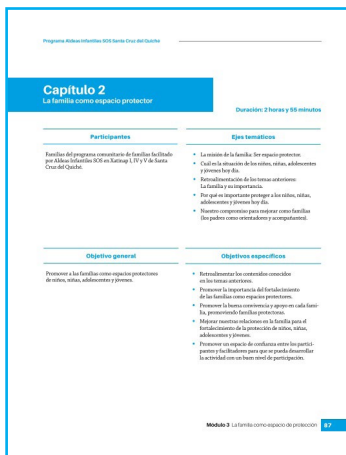 Programa Aldeas Infantiles SOS Santa Cruz del Quiché
Capítulo 2
La familia como espacio protector
Duración: 2 horas y 55 minutos
Participantes
Familias del programa comunitario de familias facilitado
por Aldeas Infantiles SOS en Xatinap I, IV y V de Santa
Cruz del Quiché.
Ejes temáticos
• La misión de la familia: Ser espacio protector.
• Cuál es la situación de los niños, niñas, adolescentes
y jóvenes hoy día.
• Retroalimentación de los temas anteriores:
La familia y su importancia.
• Por qué es importante proteger a los niños, niñas,
adolescentes y jóvenes hoy día.
• Nuestro compromiso para mejorar como familias
(los padres como orientadores y acompañantes).
Objetivo general
Promover a las familias como espacios protectores
de niños, niñas, adolescentes y jóvenes.
Objetivos específicos
• Retroalimentar los contenidos conocidos
en los temas anteriores.
• Promover la importancia del fortalecimiento
de las familias como espacios protectores.
• Promover la buena convivencia y apoyo en cada fami-
lia, promoviendo familias protectoras.
• Mejorar nuestras relaciones en la familia para el
fortalecimiento de la protección de niños, niñas,
adolescentes y jóvenes.
• Promover un espacio de confianza entre los partici-
pantes y facilitadores para que se pueda desarrollar
la actividad con un buen nivel de participación.
Módulo 3 La familia como espacio de protección 87